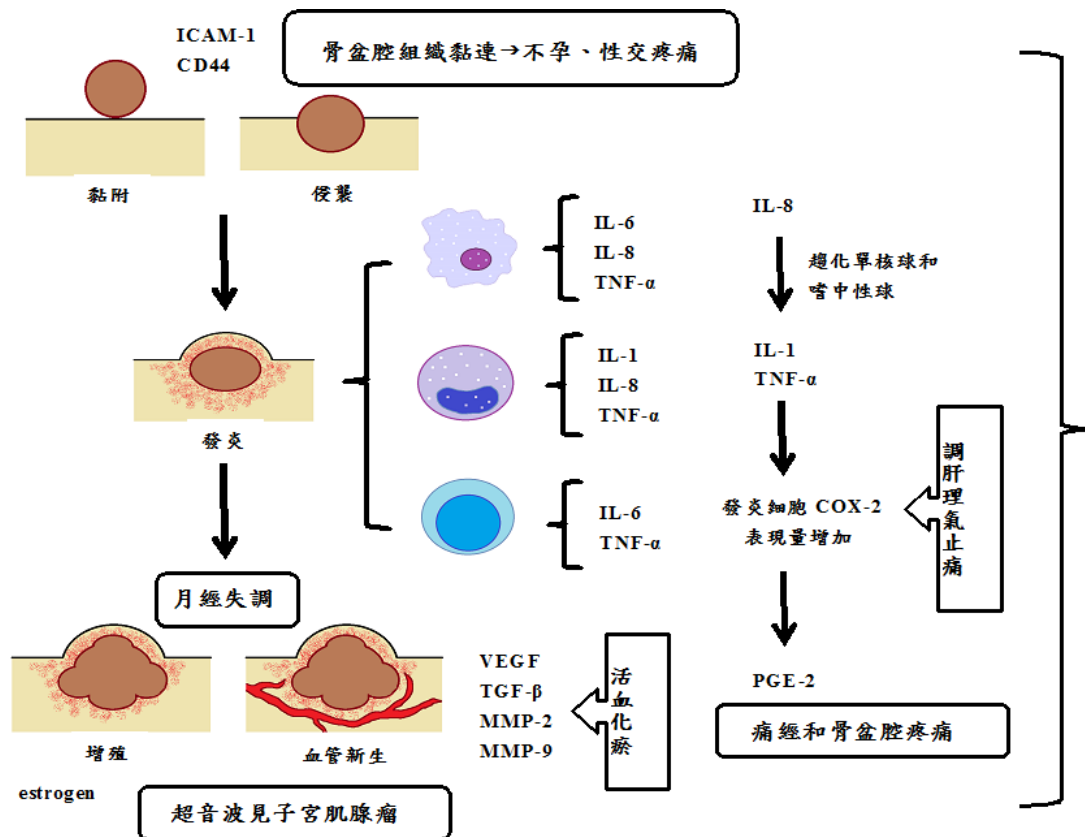 ICAM-1
CD44
骨盆腔組織黏連→不孕、性交疼痛
黏附
侵襲
發炎
IL-6
IL-8
TNF-α
IL-1
IL-8
TNF-α
IL-6
TNF-α
IL-8
趨化單核球和
嗜中性球
IL-1
TNF-α
發炎細胞 COX-2
表現量增加
調肝理氣止痛
PGE-2
痛經和骨盆腔疼痛
月經失調
增殖
血管新生
VEGF
TGF-β
MMP-2
MMP-9
活血化瘀
estrogen
超音波見子宮肌腺瘤